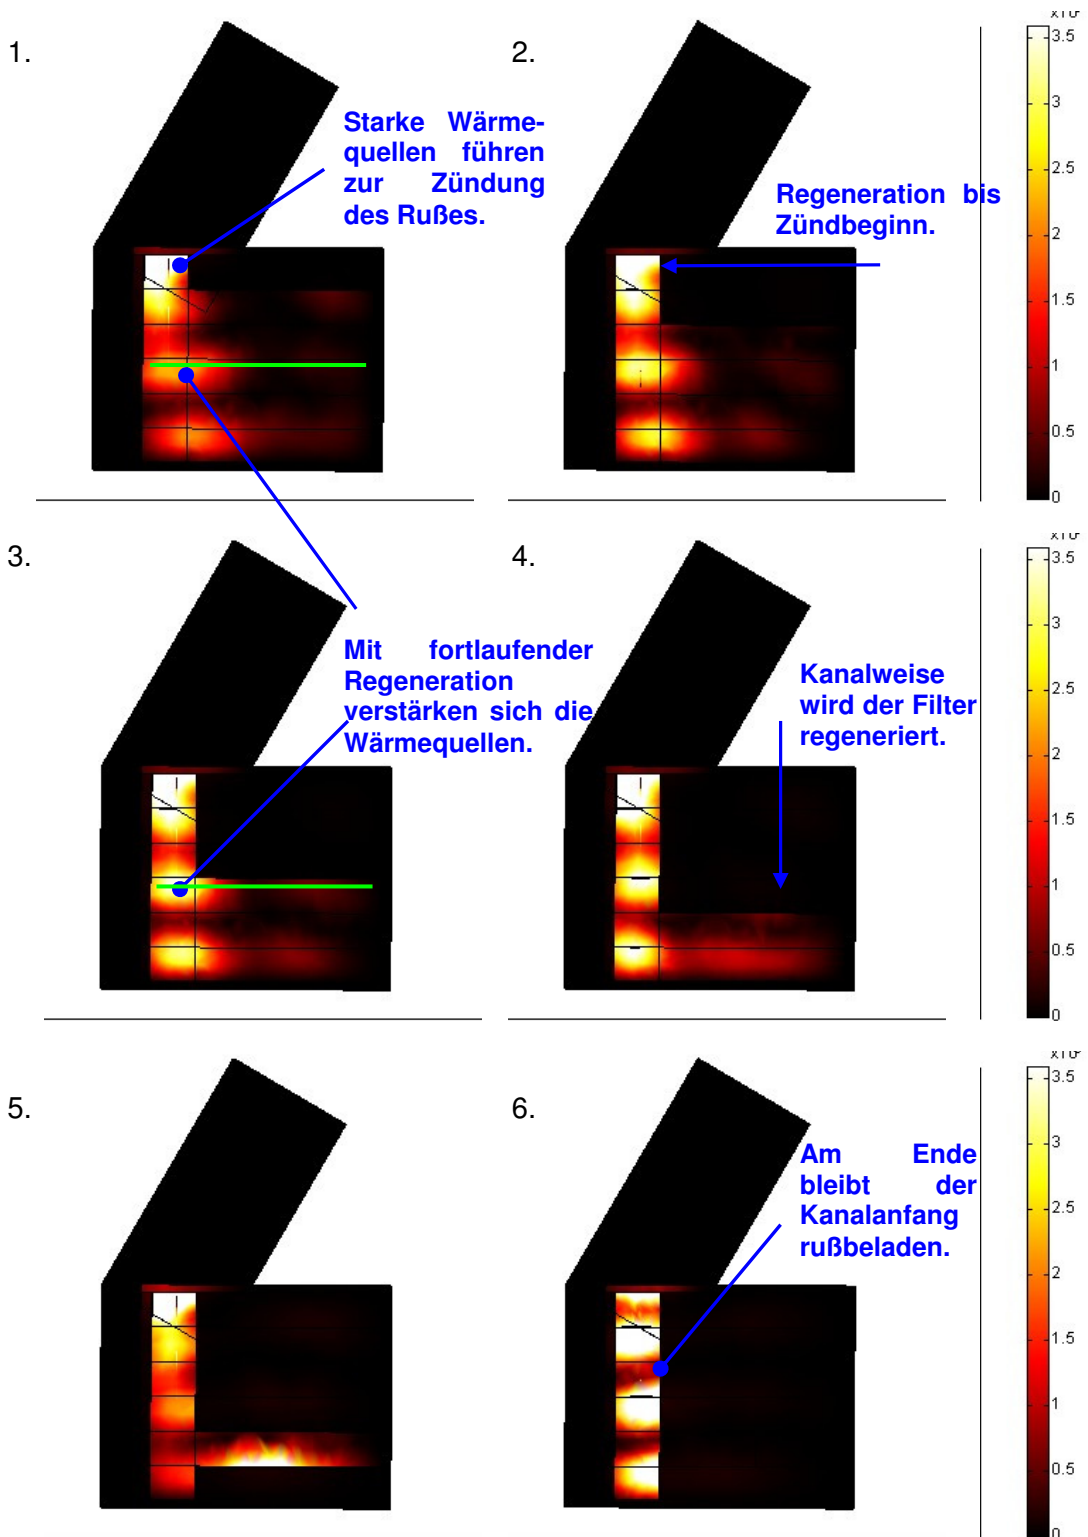 1.
Starke Wärme-
quellen führen
zur Zündung
des Rußes.
2.
Regeneration bis
Zündbeginn.
3.5
3
2.5
2
1.5
1
0.5
0
3.
Mit fortlaufender
Regeneration
verstärken sich die
Wärmequellen.
4.
Kanalweise
wird der Filter
regeneriert.
3.5
3
2.5
2
1.5
1
0.5
0
5.
6.
Am Ende
bleibt der
Kanalanfang
rußbeladen.
3.5
3
2.5
2
1.5
1
0.5
0